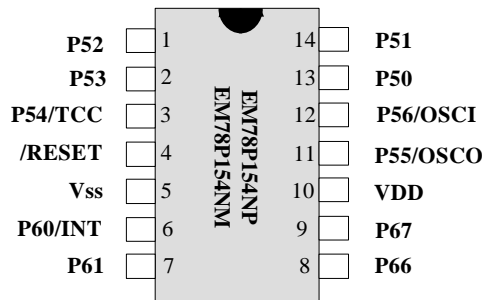 P52 1 14 P51
P53 2 13 P50
P54/TCC 3 12 P56/OSCI
/RESET 4 11 P55/OSCO
Vss 5 10 VDD
P60/INT 6 9 P67
P61 7 8 P66
EM78P154NP
EM78P154NM